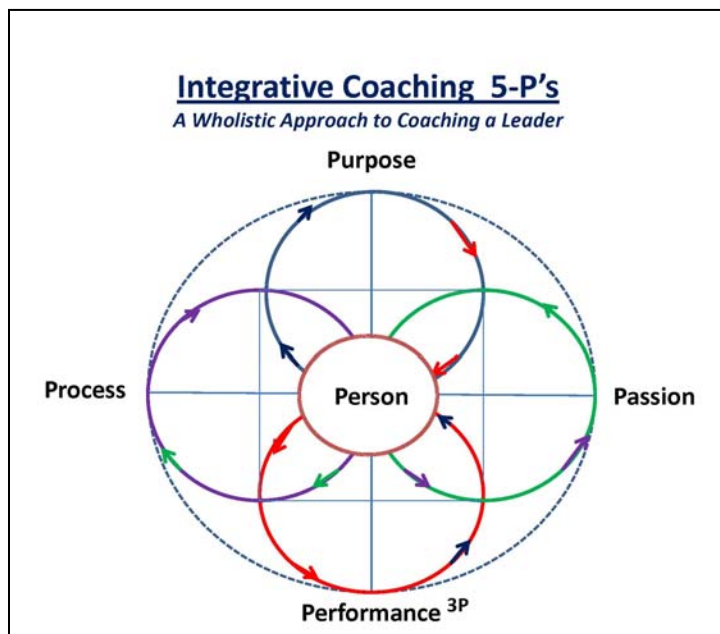 Integrative Coaching 5-P's
A Wholistic Approach to Coaching a Leader
Purpose
Process
Person
Passion
Performance 3P